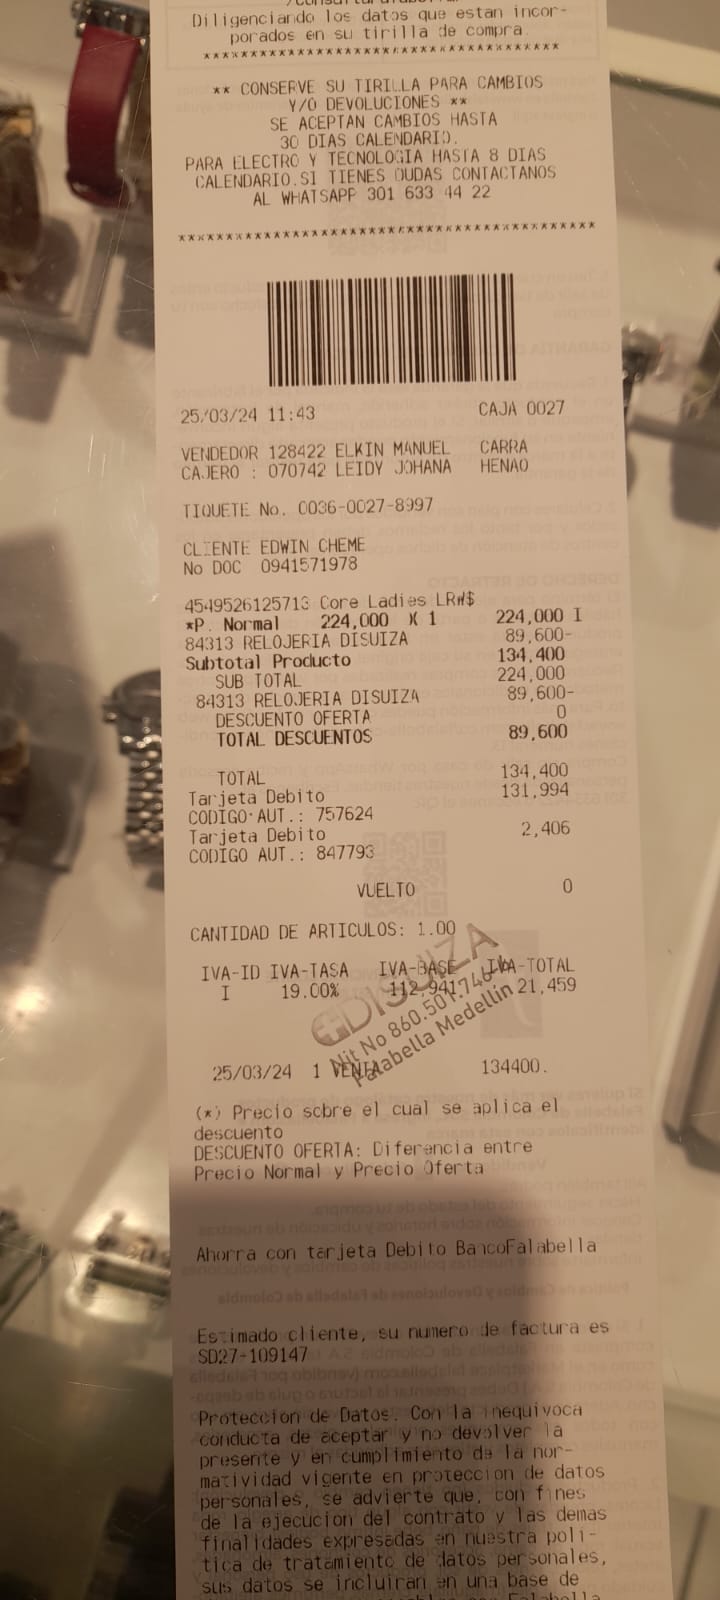 Diligenciando los datos que estan incor-
porados en su tirilla de compra.
****************************************
** CONSERVE SU TIRILLA PARA CAMBIOS
Y/O DEVOLUCIONES **
SE ACEPTAN CAMBIOS HASTA
30 DIAS CALENDARIO.
PARA ELECTRO Y TECNOLOGIA HASTA 8 DIAS
CALENDARIO.SI TIENES DUDAS CONTACTANOS
AL WHATSAPP 301 633 44 22
****************************************
25/03/24 11:43 CAJA 0027
VENDEDOR 128422 ELKIN MANUEL CARRA
CAJERO : 070742 LEIDY JOHANA HENAO
TIQUETE No. 0036-0027-8997
CLIENTE EDWIN CHEME
No DOC 0941571978
4549526125713 Core Ladies LRW$
*P. Normal 224,000 X 1 224,000 I
84313 RELOJERIA DISUIZA 89,600-
Subtotal Producto 134,400
SUB TOTAL 224,000
84313 RELOJERIA DISUIZA 89,600-
DESCUENTO OFERTA 0
TOTAL DESCUENTOS 89,600
TOTAL 134,400
Tarjeta Debito 131,994
CODIGO AUT.: 757624
Tarjeta Debito 2,406
CODIGO AUT.: 847793
VUELTO 0
CANTIDAD DE ARTICULOS: 1.00
IVA-ID IVA-TASA IVA-BASE IVA-TOTAL
I 19.00% 112,941 21,459
DISUIZA
Nit No 860.501.746-
Falabella Medellín
25/03/24 1 VENTA 134400.
(*) Precio sobre el cual se aplica el
descuento
DESCUENTO OFERTA: Diferencia entre
Precio Normal y Precio Oferta
Ahorra con tarjeta Debito BancoFalabella
Estimado cliente, su numero de factura es
SD27-109147
Proteccion de Datos. Con la inequivoca
conducta de aceptar y no devolver la
presente y en cumplimiento de la nor-
matividad vigente en proteccion de datos
personales, se advierte que, con fines
de la ejecucion del contrato y las demas
finalidades expresadas en nuestra poli-
tica de tratamiento de datos personales,
sus datos se incluiran en una base de